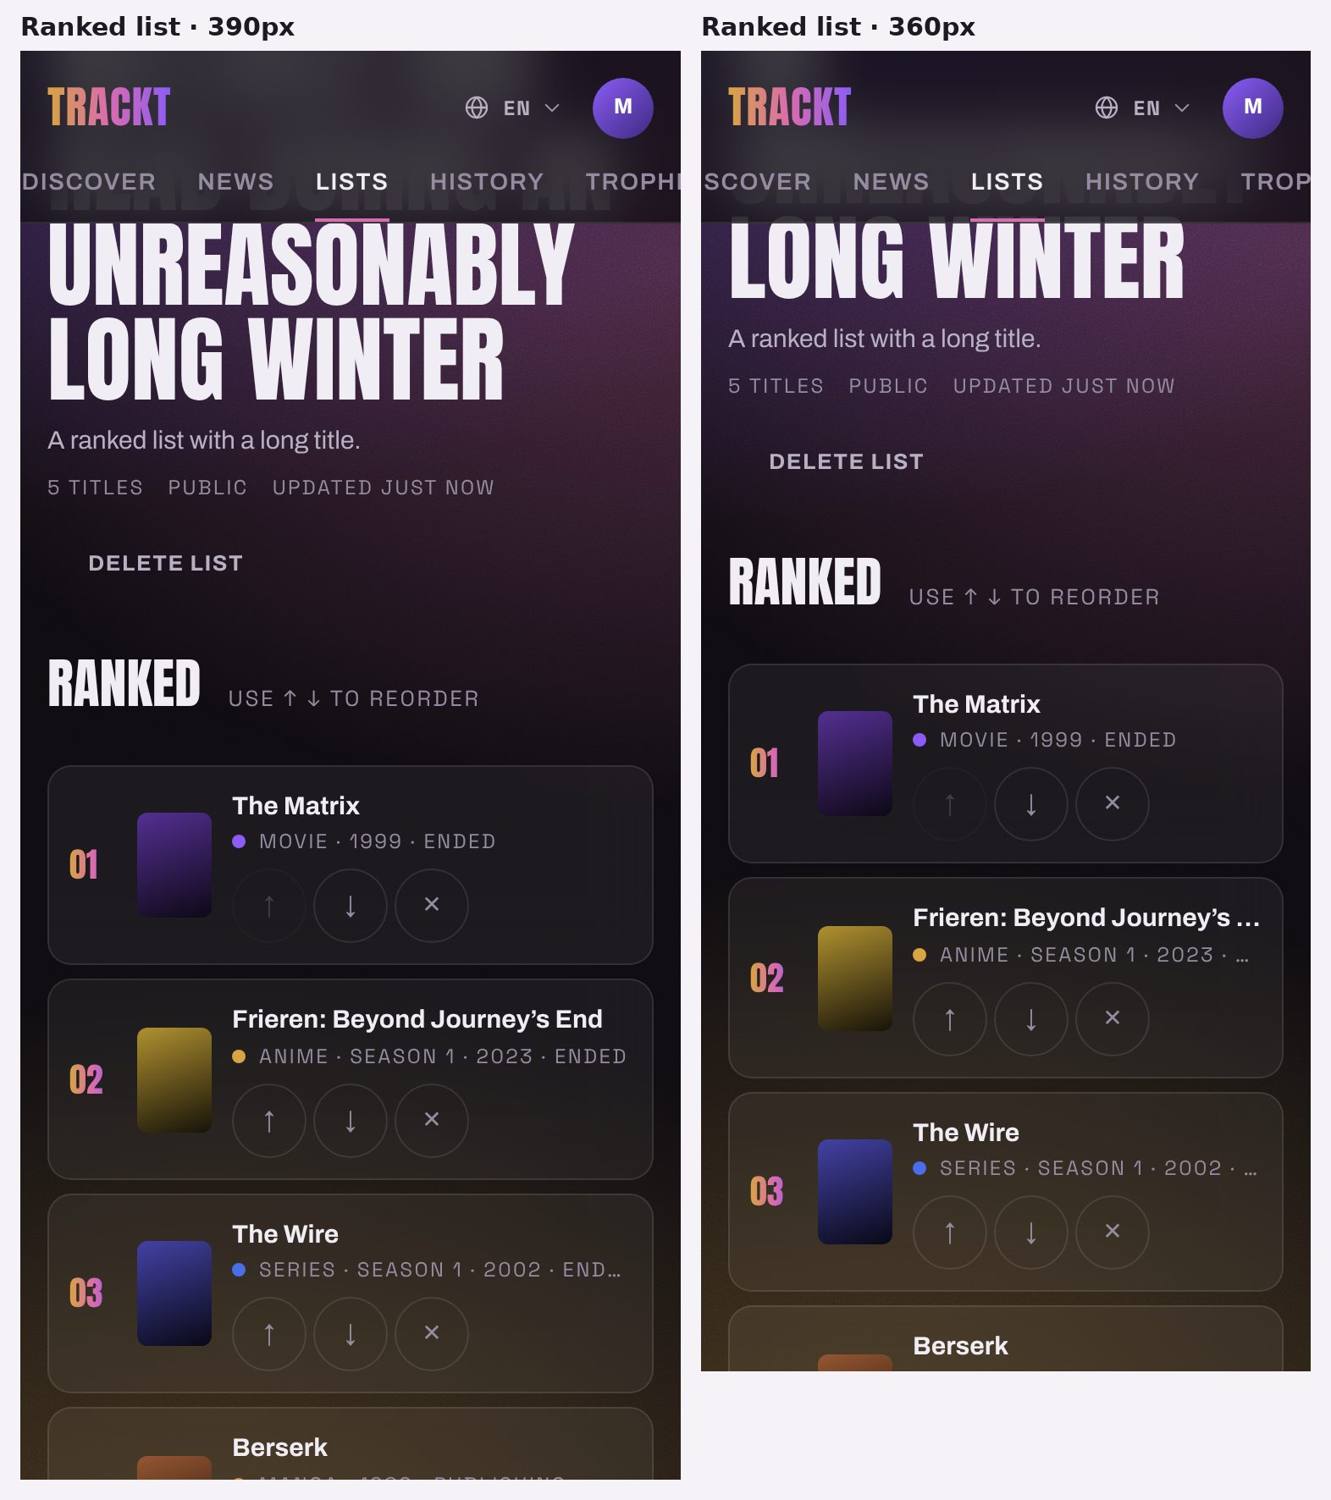 Ranked list · 390px
TRACKT
EN
M
DISCOVER NEWS LISTS HISTORY TROPHI
READ DURING AN
UNREASONABLY
LONG WINTER
A ranked list with a long title.
5 TITLES PUBLIC UPDATED JUST NOW
DELETE LIST
RANKED USE ↑ ↓ TO REORDER
01
The Matrix
MOVIE · 1999 · ENDED
↑ ↓ ×
02
Frieren: Beyond Journey’s End
ANIME · SEASON 1 · 2023 · ENDED
↑ ↓ ×
03
The Wire
SERIES · SEASON 1 · 2002 · END…
↑ ↓ ×
Berserk
Ranked list · 360px
TRACKT
EN
M
SCOVER NEWS LISTS HISTORY TROP
UNREASONABLY
LONG WINTER
A ranked list with a long title.
5 TITLES PUBLIC UPDATED JUST NOW
DELETE LIST
RANKED USE ↑ ↓ TO REORDER
01
The Matrix
MOVIE · 1999 · ENDED
↑ ↓ ×
02
Frieren: Beyond Journey’s …
ANIME · SEASON 1 · 2023 · …
↑ ↓ ×
03
The Wire
SERIES · SEASON 1 · 2002 · …
↑ ↓ ×
Berserk